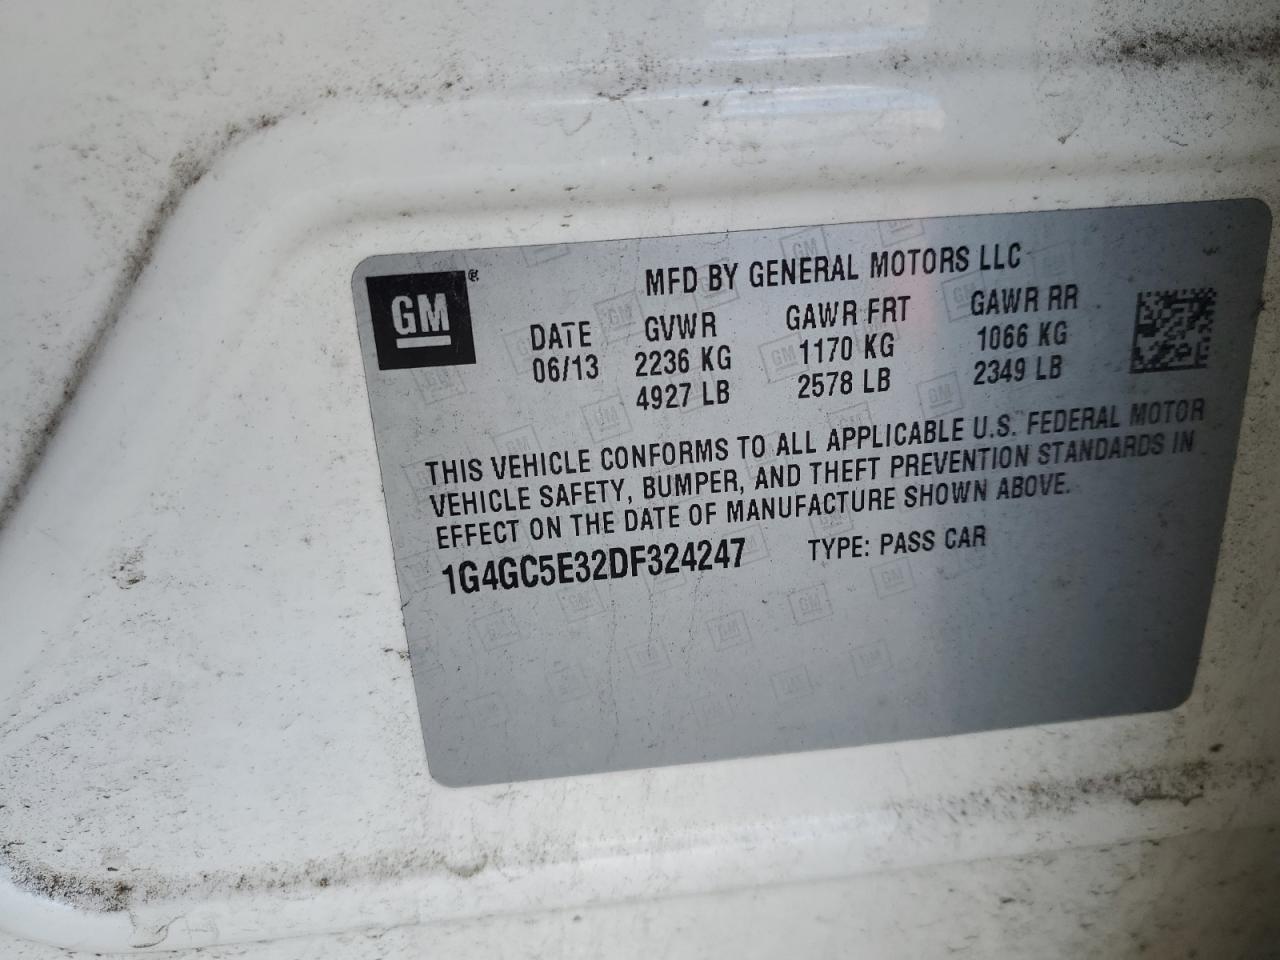 GM ®
MFD BY GENERAL MOTORS LLC
DATE GVWR GAWR FRT GAWR RR
06/13 2236 KG 1170 KG 1066 KG
4927 LB 2578 LB 2349 LB
THIS VEHICLE CONFORMS TO ALL APPLICABLE U.S. FEDERAL MOTOR
VEHICLE SAFETY, BUMPER, AND THEFT PREVENTION STANDARDS IN
EFFECT ON THE DATE OF MANUFACTURE SHOWN ABOVE.
1G4GC5E32DF324247 TYPE: PASS CAR